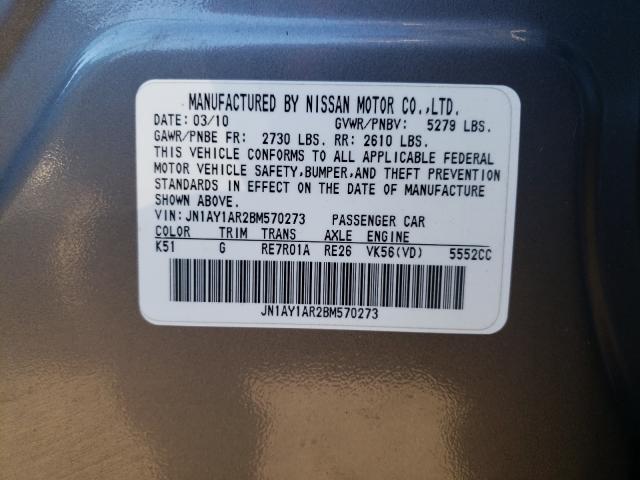 MANUFACTURED BY NISSAN MOTOR CO.,LTD.
DATE: 03/10 GVWR/PNBV: 5279 LBS.
GAWR/PNBE FR: 2730 LBS. RR: 2610 LBS.
THIS VEHICLE CONFORMS TO ALL APPLICABLE FEDERAL
MOTOR VEHICLE SAFETY,BUMPER,AND THEFT PREVENTION
STANDARDS IN EFFECT ON THE DATE OF MANUFACTURE
SHOWN ABOVE.
VIN:JN1AY1AR2BM570273 PASSENGER CAR
COLOR TRIM TRANS AXLE ENGINE
K51 G RE7R01A RE26 VK56(VD) 5552CC
JN1AY1AR2BM570273